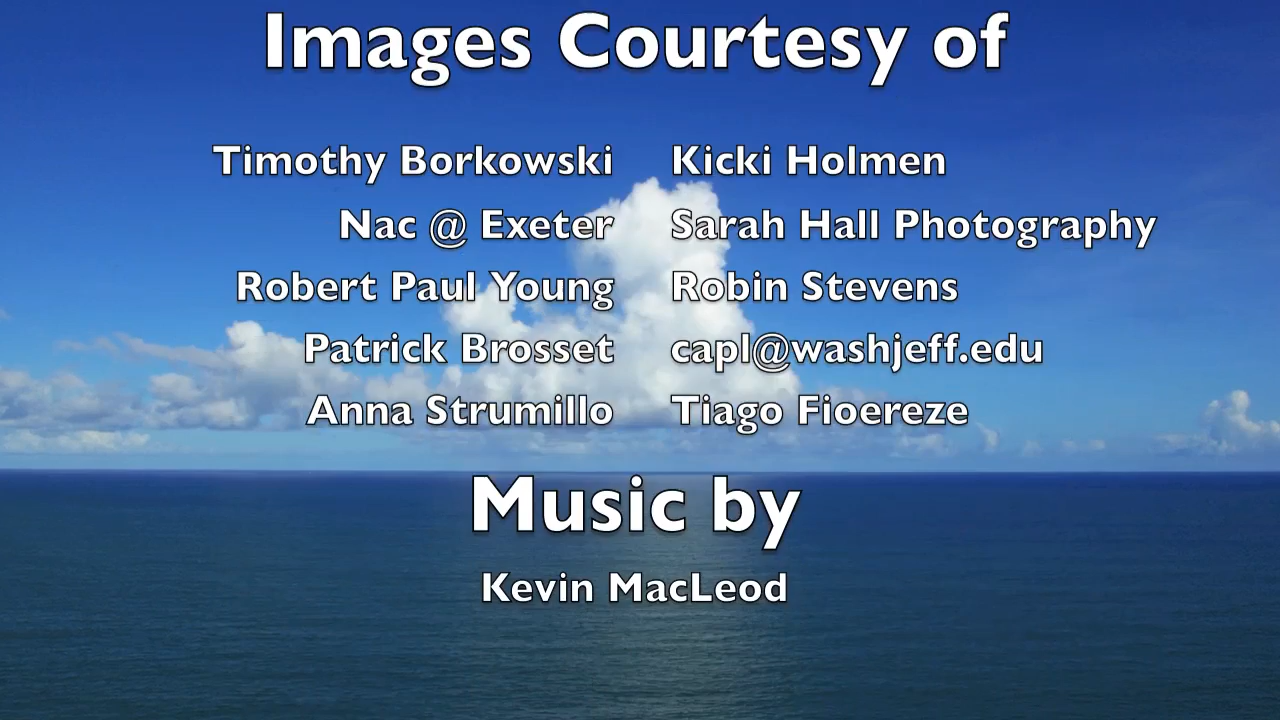 Images Courtesy of
Timothy Borkowski Kicki Holmen
Nac @ Exeter Sarah Hall Photography
Robert Paul Young Robin Stevens
Patrick Brosset capl@washjeff.edu
Anna Strumillo Tiago Fioereze
Music by
Kevin MacLeod